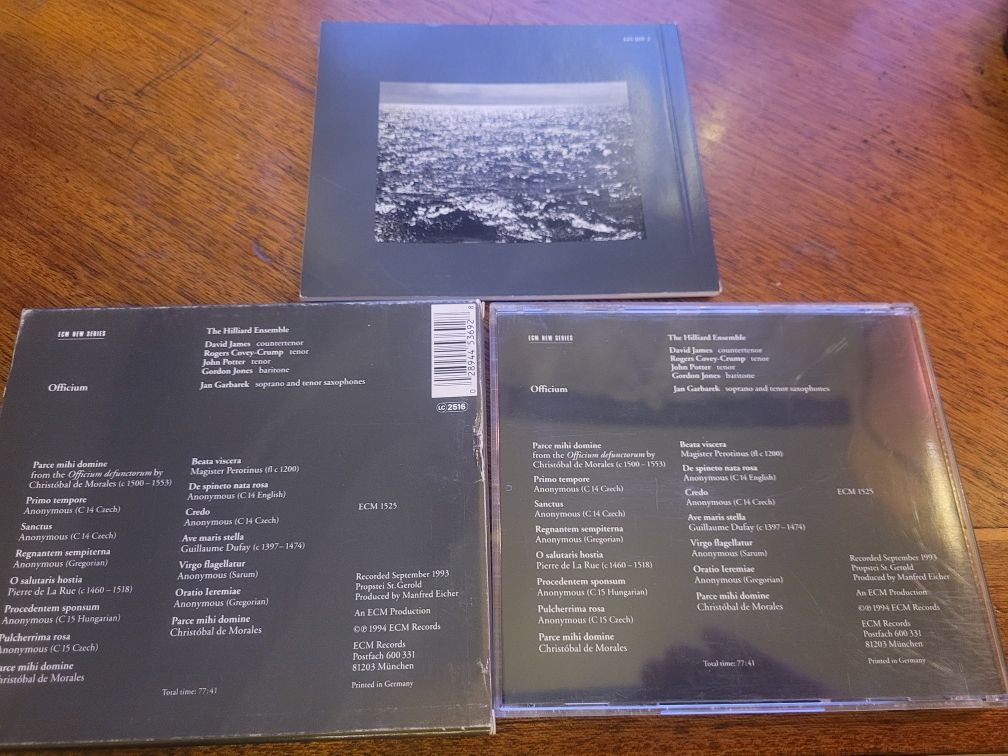 ECM NEW SERIES
Officium
The Hilliard Ensemble
David James countertenor
Rogers Covey-Crump tenor
John Potter tenor
Gordon Jones baritone
Jan Garbarek soprano and tenor saxophones
0 28944 53692 8
LC 2516
Parce mihi domine
from the Officium defunctorum by
Christóbal de Morales (c 1500 – 1553)
Primo tempore
Anonymous (C 14 Czech)
Sanctus
Anonymous (C 14 Czech)
Regnantem sempiterna
Anonymous (Gregorian)
O salutaris hostia
Pierre de La Rue (c 1460 – 1518)
Procedentem sponsum
Anonymous (C 15 Hungarian)
Pulcherrima rosa
Anonymous (C 15 Czech)
arce mihi domine
hristóbal de Morales
Beata viscera
Magister Perotinus (fl c 1200)
De spineto nata rosa
Anonymous (C 14 English)
Credo
Anonymous (C 14 Czech)
Ave maris stella
Guillaume Dufay (c 1397 – 1474)
Virgo flagellatur
Anonymous (Sarum)
Oratio Ieremiae
Anonymous (Gregorian)
Parce mihi domine
Christóbal de Morales
Total time: 77:41
ECM 1525
Recorded September 1993
Propstei St. Gerold
Produced by Manfred Eicher
An ECM Production
©℗ 1994 ECM Records
ECM Records
Postfach 600 331
81203 München
Printed in Germany
ECM NEW SERIES
Officium
The Hilliard Ensemble
David James countertenor
Rogers Covey-Crump tenor
John Potter tenor
Gordon Jones baritone
Jan Garbarek soprano and tenor saxophones
Parce mihi domine
from the Officium defunctorum by
Christóbal de Morales (c 1500 – 1553)
Primo tempore
Anonymous (C 14 Czech)
Sanctus
Anonymous (C 14 Czech)
Regnantem sempiterna
Anonymous (Gregorian)
O salutaris hostia
Pierre de La Rue (c 1460 – 1518)
Procedentem sponsum
Anonymous (C 15 Hungarian)
Pulcherrima rosa
Anonymous (C 15 Czech)
Parce mihi domine
Christóbal de Morales
Beata viscera
Magister Perotinus (fl c 1200)
De spineto nata rosa
Anonymous (C 14 English)
Credo
Anonymous (C 14 Czech)
Ave maris stella
Guillaume Dufay (c 1397 – 1474)
Virgo flagellatur
Anonymous (Sarum)
Oratio Ieremiae
Anonymous (Gregorian)
Parce mihi domine
Christóbal de Morales
Total time: 77:41
ECM 1525
Recorded September 1993
Propstei St. Gerold
Produced by Manfred Eicher
An ECM Production
©℗ 1994 ECM Records
ECM Records
Postfach 600 331
81203 München
Printed in Germany